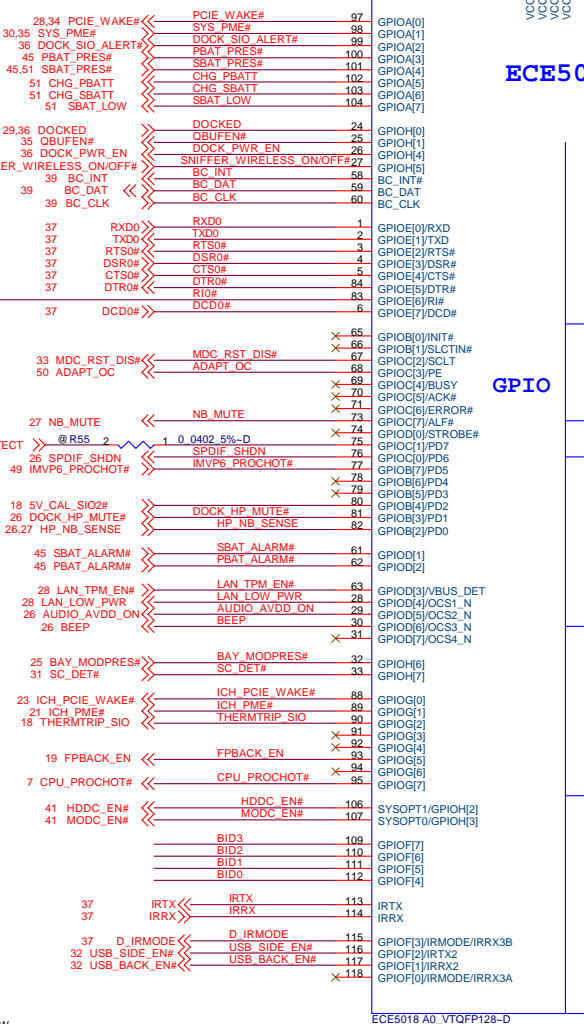 VCC
VCC
VCC
VCC
28,34 PCIE_WAKE# PCIE_WAKE# 97 GPIOA[0]
30,35 SYS_PME# SYS_PME# 98 GPIOA[1]
36 DOCK_SIO_ALERT# DOCK_SIO_ALERT# 99 GPIOA[2]
45 PBAT_PRES# PBAT_PRES# 100 GPIOA[3]
45,51 SBAT_PRES# SBAT_PRES# 101 GPIOA[4]
51 CHG_PBATT CHG_PBATT 102 GPIOA[5]
51 CHG_SBATT CHG_SBATT 103 GPIOA[6]
51 SBAT_LOW SBAT_LOW 104 GPIOA[7]
ECE50
29,36 DOCKED DOCKED 24 GPIOH[0]
35 QBUFEN# QBUFEN# 25 GPIOH[1]
36 DOCK_PWR_EN DOCK_PWR_EN 26 GPIOH[4]
ER_WIRELESS_ON/OFF# SNIFFER_WIRELESS_ON/OFF# 27 GPIOH[5]
39 BC_INT BC_INT 58 BC_INT#
39 BC_DAT BC_DAT 59 BC_DAT
39 BC_CLK BC_CLK 60 BC_CLK
37 RXD0 RXD0 1 GPIOE[0]/RXD
37 TXD0 TXD0 2 GPIOE[1]/TXD
37 RTS0# RTS0# 3 GPIOE[2]/RTS#
37 DSR0# DSR0# 4 GPIOE[3]/DSR#
37 CTS0# CTS0# 5 GPIOE[4]/CTS#
37 DTR0# DTR0# 84 GPIOE[5]/DTR#
RI0# 83 GPIOE[6]/RI#
37 DCD0# DCD0# 6 GPIOE[7]/DCD#
65 GPIOB[0]/INIT#
66 GPIOB[1]/SLCTIN#
33 MDC_RST_DIS# MDC_RST_DIS# 67 GPIOC[2]/SCLT
50 ADAPT_OC ADAPT_OC 68 GPIOC[3]/PE
69 GPIOC[4]/BUSY
70 GPIOC[5]/ACK#
71 GPIOC[6]/ERROR#
GPIO
27 NB_MUTE NB_MUTE 73 GPIOC[7]/ALF#
74 GPIOD[0]/STROBE#
ECT @ R55 2 1 0_0402_5%~D 75 GPIOC[1]/PD7
26 SPDIF_SHDN SPDIF_SHDN 76 GPIOC[0]/PD6
49 IMVP6_PROCHOT# IMVP6_PROCHOT# 77 GPIOB[7]/PD5
78 GPIOB[6]/PD4
79 GPIOB[5]/PD3
18 5V_CAL_SIO2# 80 GPIOB[4]/PD2
26 DOCK_HP_MUTE# DOCK_HP_MUTE# 81 GPIOB[3]/PD1
26,27 HP_NB_SENSE HP_NB_SENSE 82 GPIOB[2]/PD0
45 SBAT_ALARM# SBAT_ALARM# 61 GPIOD[1]
45 PBAT_ALARM# PBAT_ALARM# 62 GPIOD[2]
28 LAN_TPM_EN# LAN_TPM_EN# 63 GPIOD[3]/VBUS_DET
28 LAN_LOW_PWR LAN_LOW_PWR 28 GPIOD[4]/OCS1_N
26 AUDIO_AVDD_ON AUDIO_AVDD_ON 29 GPIOD[5]/OCS2_N
26 BEEP BEEP 30 GPIOD[6]/OCS3_N
31 GPIOD[7]/OCS4_N
25 BAY_MODPRES# BAY_MODPRES# 32 GPIOH[6]
31 SC_DET# SC_DET# 33 GPIOH[7]
23 ICH_PCIE_WAKE# ICH_PCIE_WAKE# 88 GPIOG[0]
21 ICH_PME# ICH_PME# 89 GPIOG[1]
18 THERMTRIP_SIO THERMTRIP_SIO 90 GPIOG[2]
91 GPIOG[3]
92 GPIOG[4]
19 FPBACK_EN FPBACK_EN 93 GPIOG[5]
94 GPIOG[6]
7 CPU_PROCHOT# CPU_PROCHOT# 95 GPIOG[7]
41 HDDC_EN# HDDC_EN# 106 SYSOPT1/GPIOH[2]
41 MODC_EN# MODC_EN# 107 SYSOPT0/GPIOH[3]
BID3 109 GPIOF[7]
BID2 110 GPIOF[6]
BID1 111 GPIOF[5]
BID0 112 GPIOF[4]
37 IRTX IRTX 113 IRTX
37 IRRX IRRX 114 IRRX
37 D_IRMODE D_IRMODE 115 GPIOF[3]/IRMODE/IRRX3B
32 USB_SIDE_EN# USB_SIDE_EN# 116 GPIOF[2]/IRTX2
32 USB_BACK_EN# USB_BACK_EN# 117 GPIOF[1]/IRRX2
118 GPIOF[0]/IRMODE/IRRX3A
ECE5018 A0_VTQFP128~D